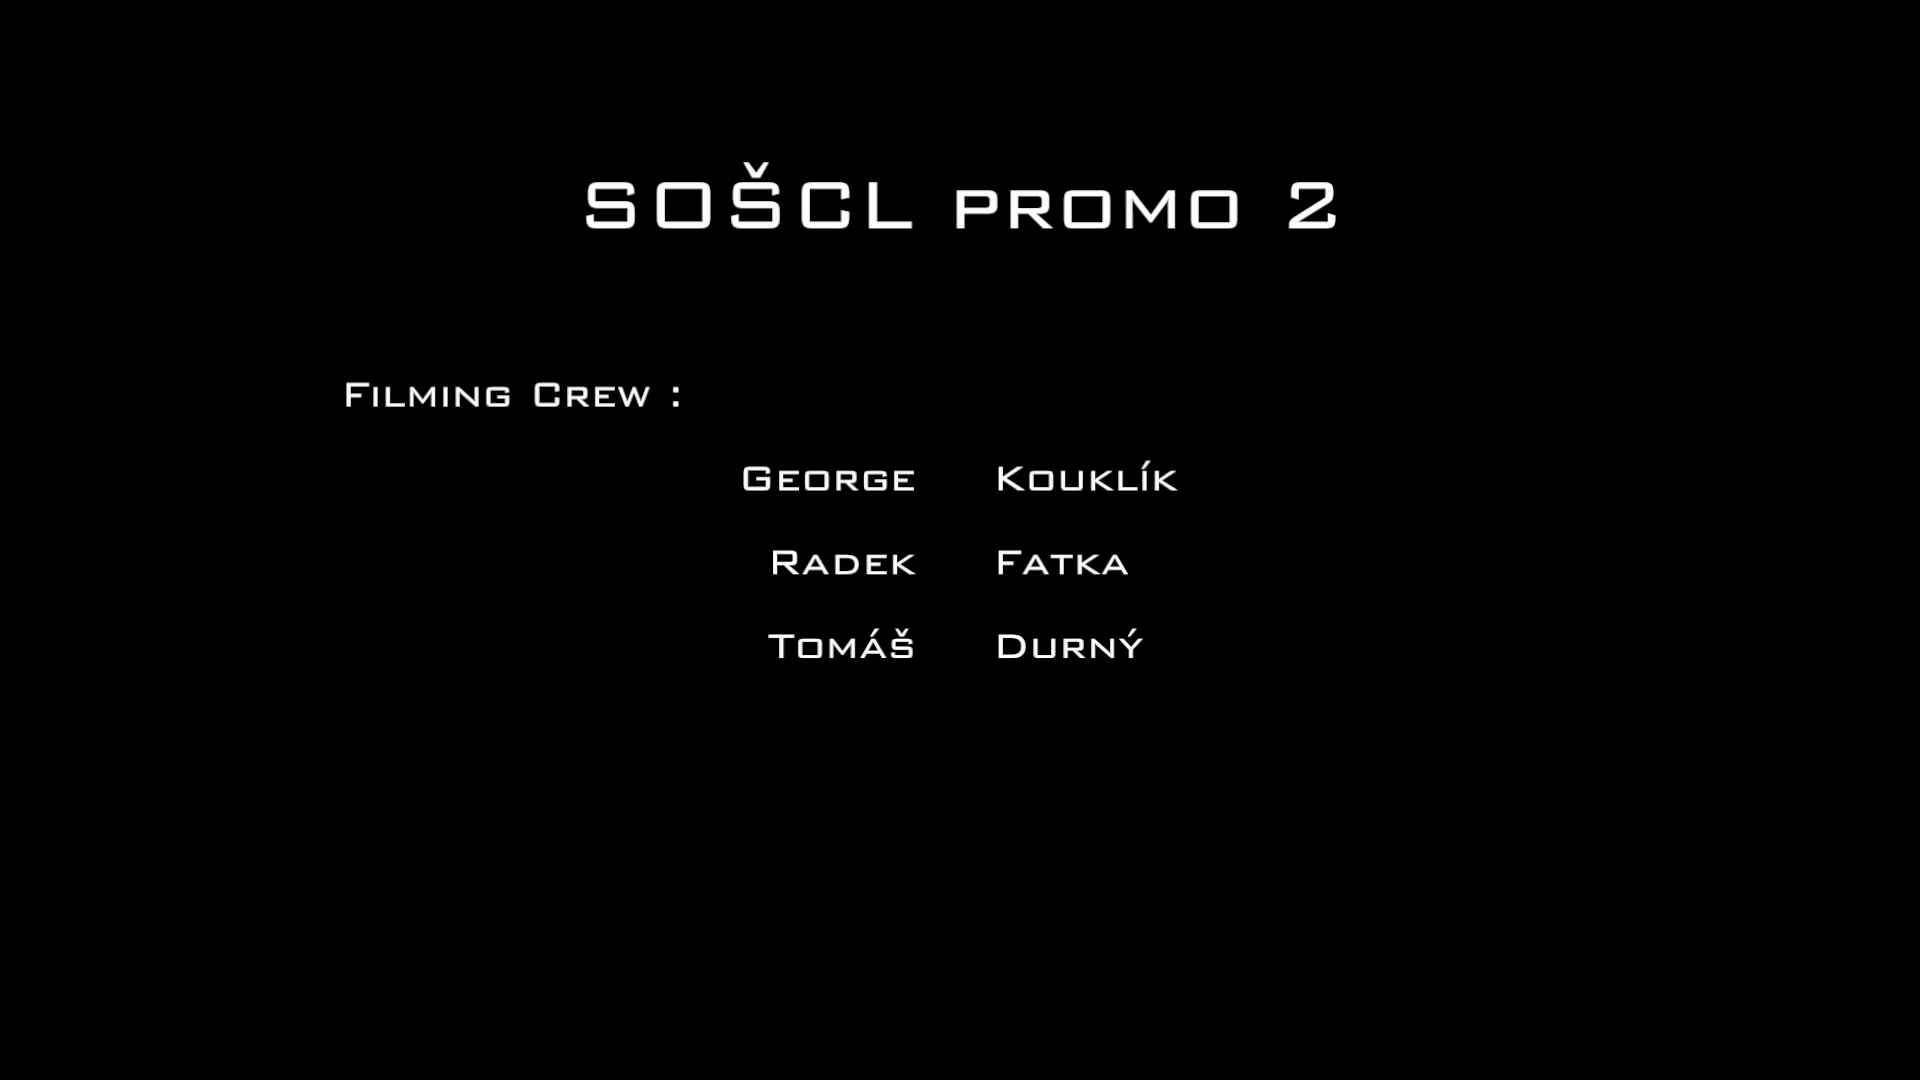 SOŠCL PROMO 2
FILMING CREW :
GEORGE KOUKLÍK
RADEK FATKA
TOMÁŠ DURNÝ